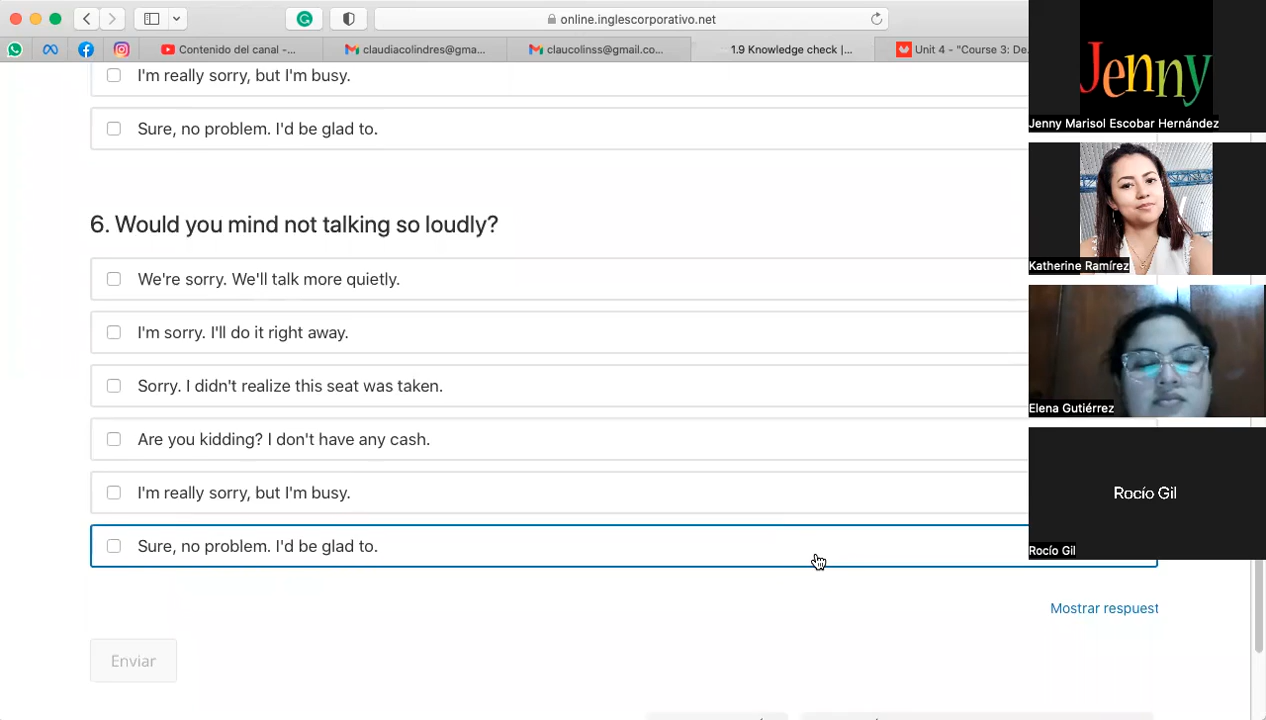 online.inglescorporativo.net
Contenido del canal -...
claudiacolindres@gma...
claucolinss@gmail.co...
1.9 Knowledge check |...
Unit 4 - "Course 3: De
I'm really sorry, but I'm busy.
Sure, no problem. I'd be glad to.
6. Would you mind not talking so loudly?
We're sorry. We'll talk more quietly.
I'm sorry. I'll do it right away.
Sorry. I didn't realize this seat was taken.
Are you kidding? I don't have any cash.
I'm really sorry, but I'm busy.
Sure, no problem. I'd be glad to.
Mostrar respuest
Enviar
Jenny
Jenny Marisol Escobar Hernández
Katherine Ramírez
Elena Gutiérrez
Rocío Gil
Rocío Gil